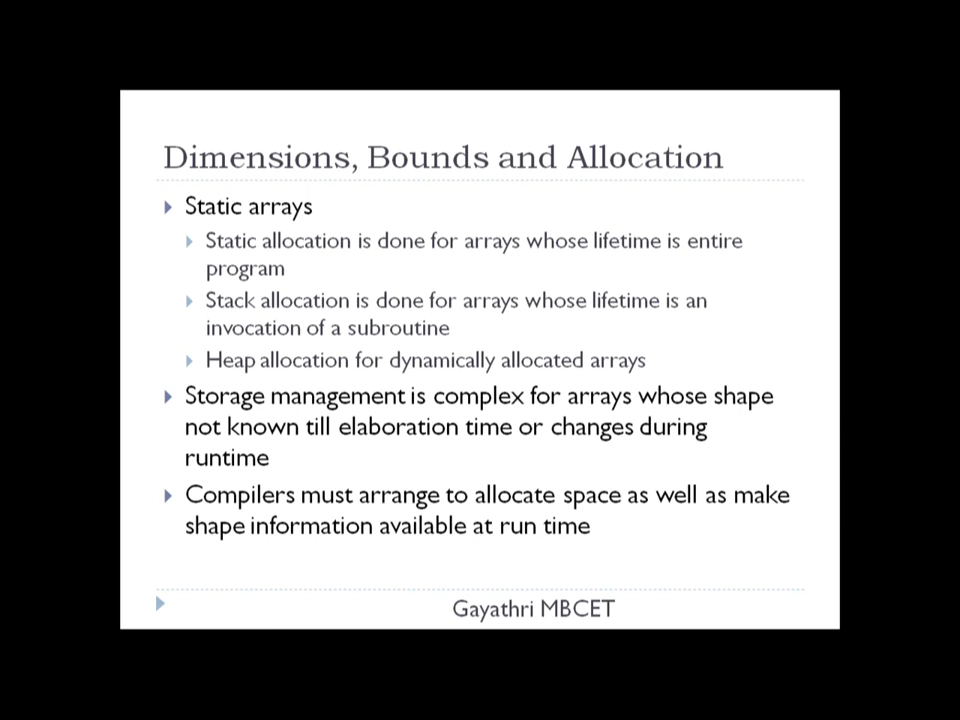 Dimensions, Bounds and Allocation
Static arrays
Static allocation is done for arrays whose lifetime is entire
program
Stack allocation is done for arrays whose lifetime is an
invocation of a subroutine
Heap allocation for dynamically allocated arrays
Storage management is complex for arrays whose shape
not known till elaboration time or changes during
runtime
Compilers must arrange to allocate space as well as make
shape information available at run time
Gayathri MBCET